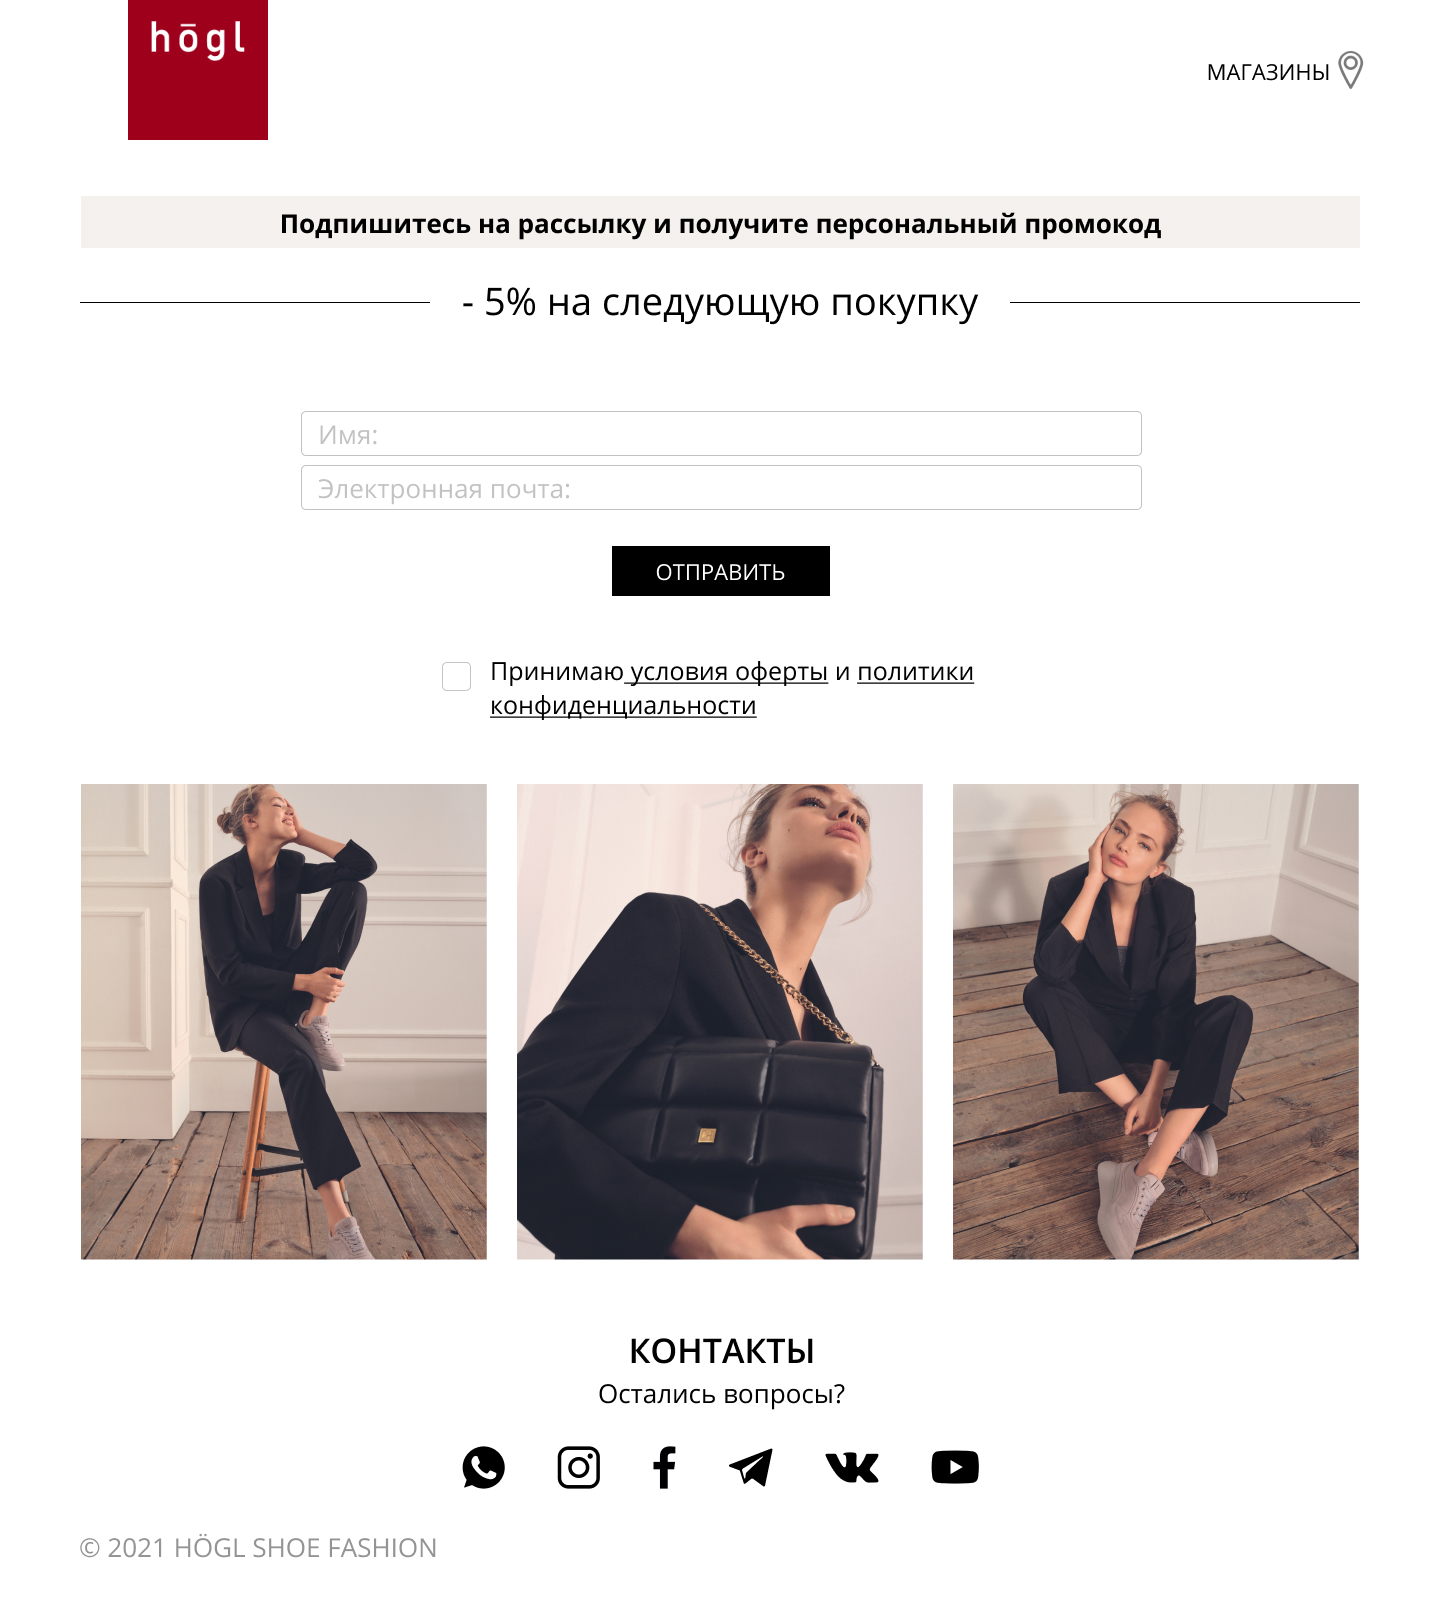 hōgl
МАГАЗИНЫ
Подпишитесь на рассылку и получите персональный промокод
- 5% на следующую покупку
Имя:
Электронная почта:
ОТПРАВИТЬ
Принимаю условия оферты и политики
конфиденциальности
КОНТАКТЫ
Остались вопросы?
© 2021 HÖGL SHOE FASHION